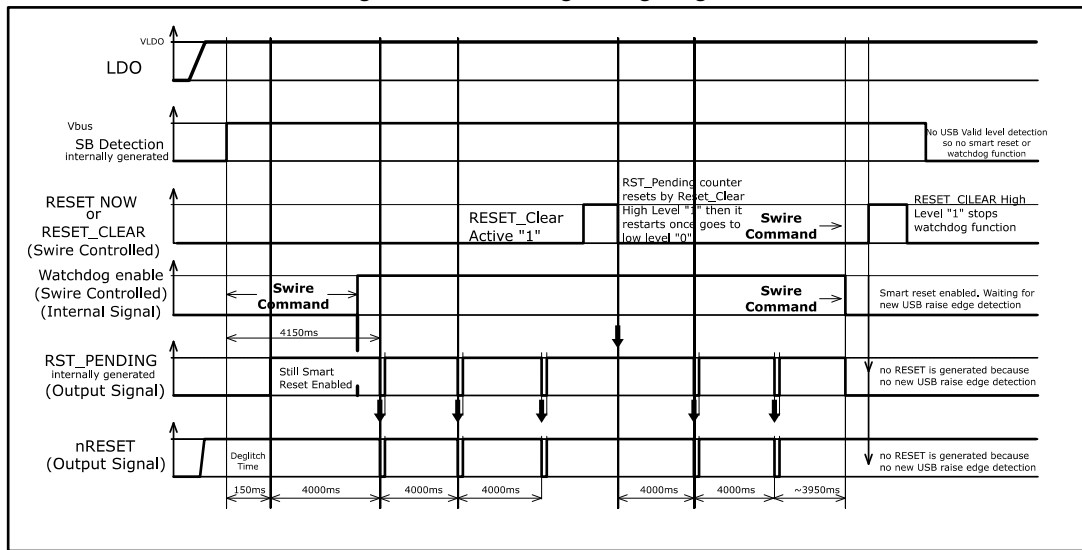 VLDO
LDO
Vbus
SB Detection
internally generated
No USB Valid level detection
so no smart reset or
watchdog function
RESET NOW
or
RESET_CLEAR
(Swire Controlled)
RESET_Clear
Active "1"
RST_Pending counter
resets by Reset_Clear
High Level "1" then it
restarts once goes to
low level "0"
Swire
Command
RESET_CLEAR High
Level "1" stops
watchdog function
Watchdog enable
(Swire Controlled)
(Internal Signal)
Swire
Command
Swire
Command
Smart reset enabled. Waiting for
new USB raise edge detection
4150ms
RST_PENDING
internally generated
(Output Signal)
Still Smart
Reset Enabled
no RESET is generated because
no new USB raise edge detection
nRESET
(Output Signal)
Deglitch
Time
no RESET is generated because
no new USB raise edge detection
150ms
4000ms
4000ms
4000ms
4000ms
4000ms
~3950ms